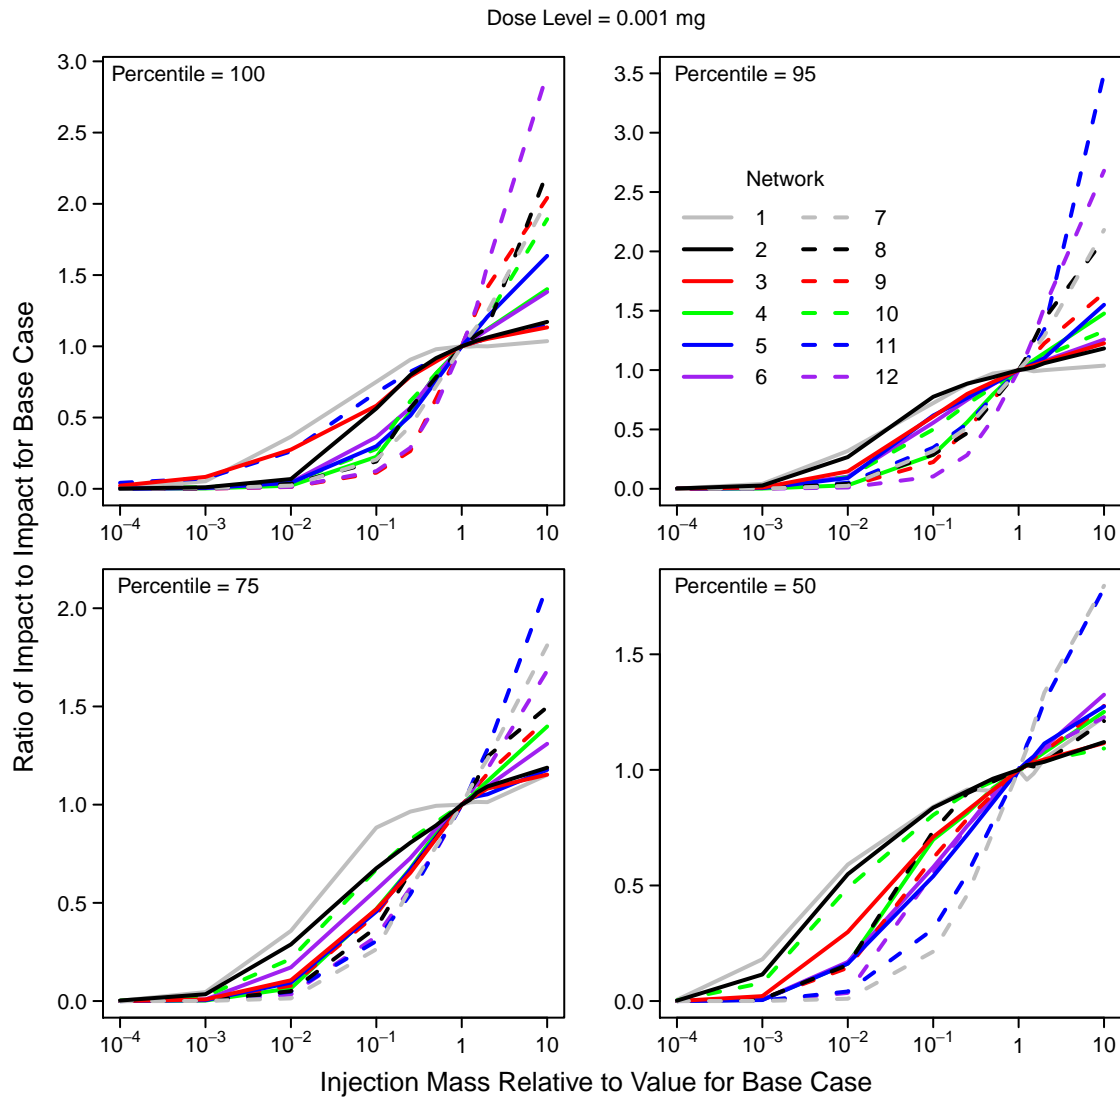 Dose Level = 0.001 mg
Ratio of Impact to Impact for Base Case
Percentile = 100
3.0
2.5
2.0
1.5
1.0
0.5
0.0
10⁻⁴ 10⁻³ 10⁻² 10⁻¹ 1 10
Percentile = 95
3.5
3.0
2.5
2.0
1.5
1.0
0.5
0.0
Network
1 7
2 8
3 9
4 10
5 11
6 12
10⁻⁴ 10⁻³ 10⁻² 10⁻¹ 1 10
Percentile = 75
2.0
1.5
1.0
0.5
0.0
10⁻⁴ 10⁻³ 10⁻² 10⁻¹ 1 10
Percentile = 50
1.5
1.0
0.5
0.0
10⁻⁴ 10⁻³ 10⁻² 10⁻¹ 1 10
Injection Mass Relative to Value for Base Case